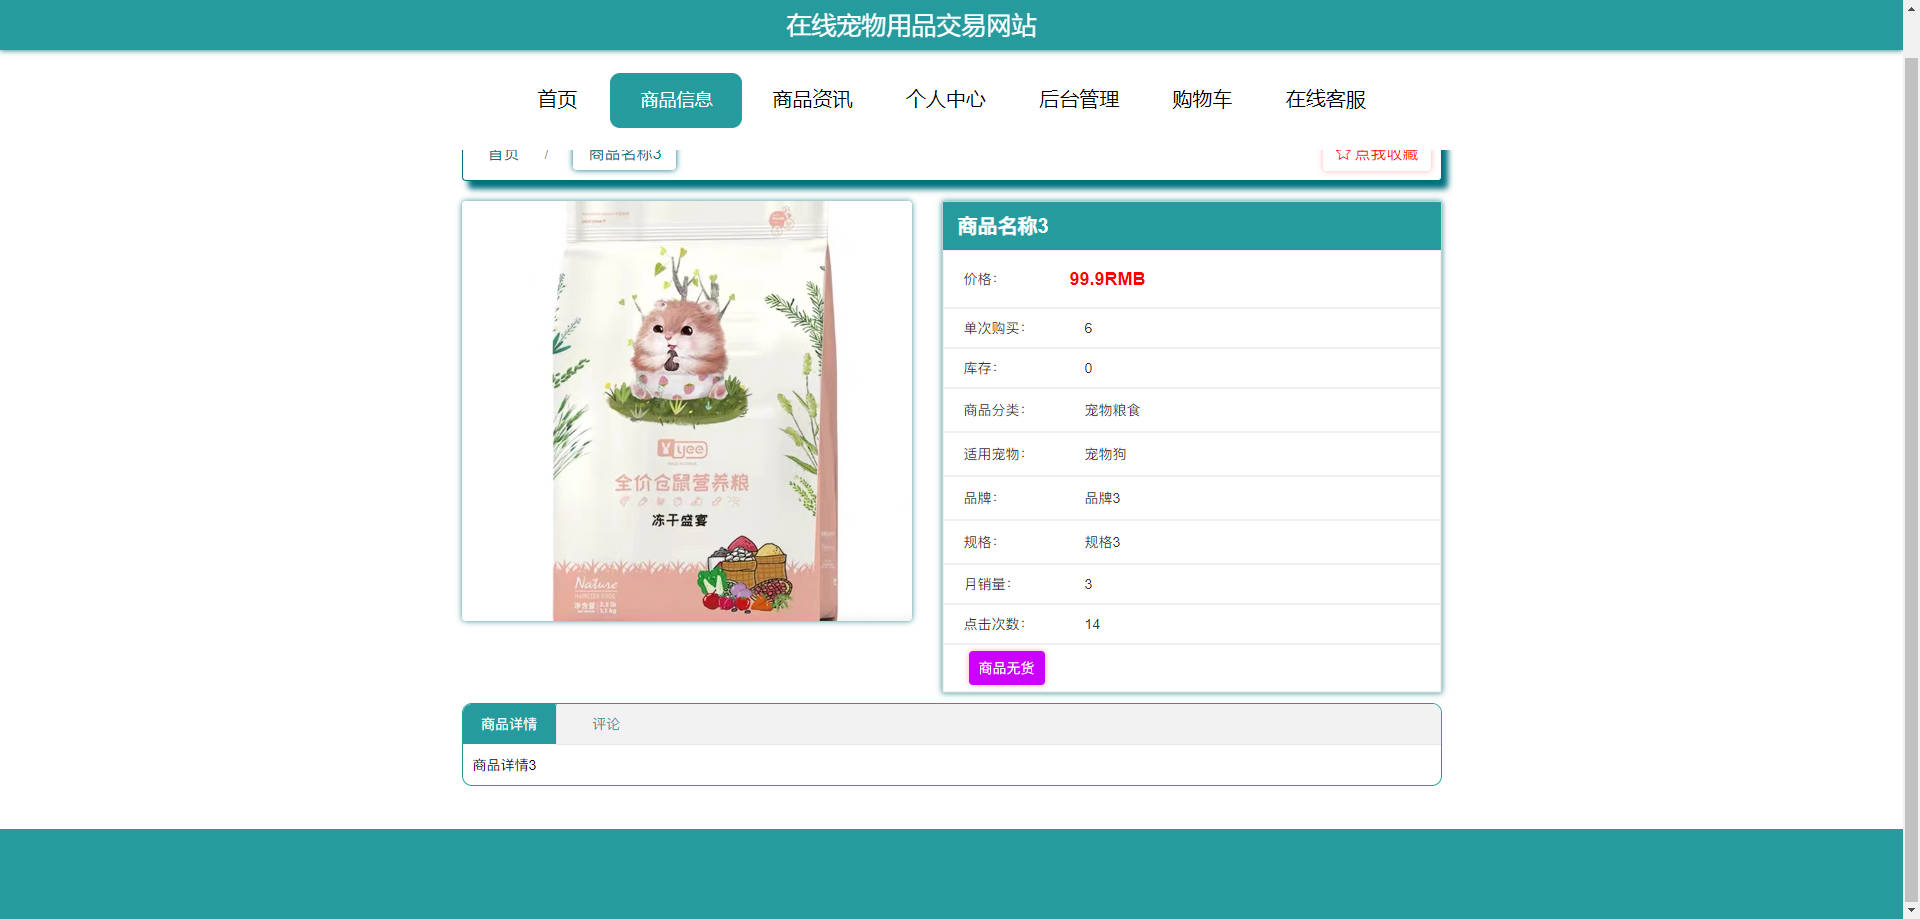 在线宠物用品交易网站
首页 商品信息 商品资讯 个人中心 后台管理 购物车 在线客服
首页 / 商品名称3 点我收藏
商品名称3
价格： 99.9RMB
单次购买： 6
库存： 0
商品分类： 宠物粮食
适用宠物： 宠物狗
品牌： 品牌3
规格： 规格3
月销量： 3
点击次数： 14
商品无货
yee
全价仓鼠营养粮
冻干盛宴
Nature
HAMSTER FOOD
净含量
商品详情 评论
商品详情3